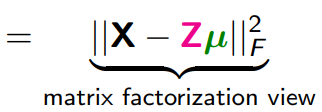 = ||X − Zμ||²_F
matrix factorization view